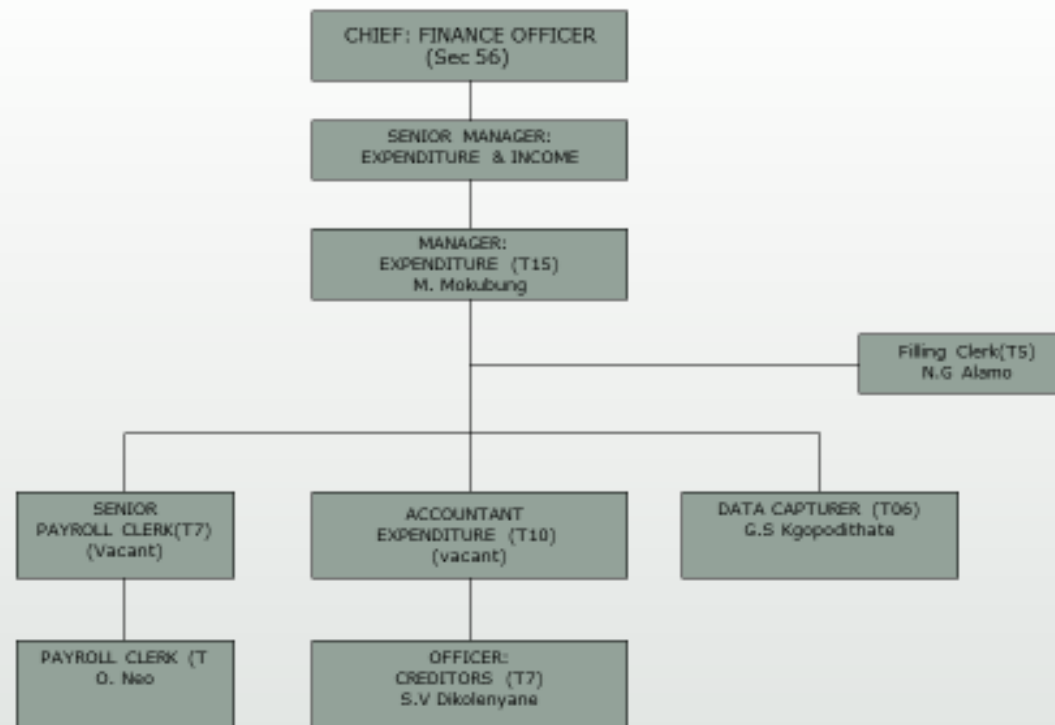 CHIEF: FINANCE OFFICER
(Sec 56)
SENIOR MANAGER:
EXPENDITURE & INCOME
MANAGER:
EXPENDITURE (T15)
M. Mokubung
Filling Clerk(T5)
N.G Alamo
SENIOR
PAYROLL CLERK(T7)
(Vacant)
ACCOUNTANT
EXPENDITURE (T10)
(vacant)
DATA CAPTURER (T06)
G.S Kgopodithate
PAYROLL CLERK (T
O. Neo
OFFICER:
CREDITORS (T7)
S.V Dikolenyane